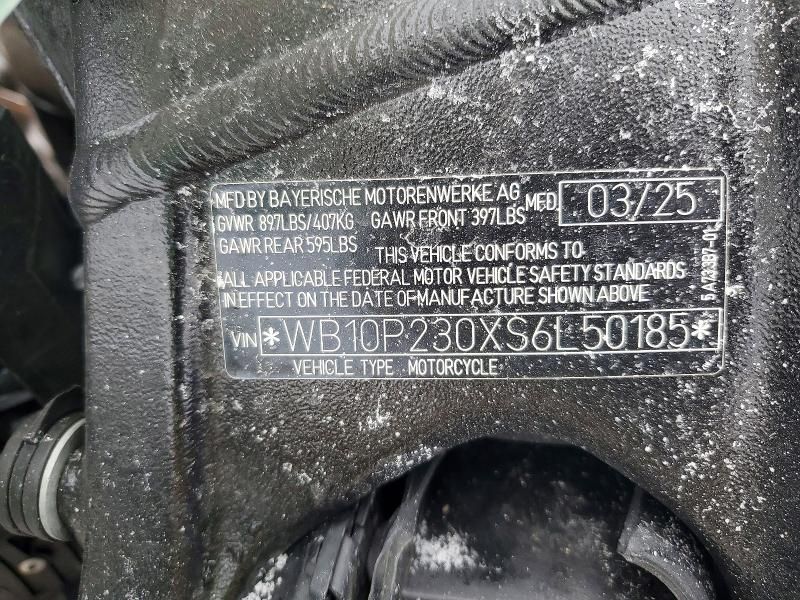 MFD BY BAYERISCHE MOTORENWERKE AG MFD. 03/25
GVWR 897LBS/407KG GAWR FRONT 397LBS
GAWR REAR 595LBS
THIS VEHICLE CONFORMS TO
ALL APPLICABLE FEDERAL MOTOR VEHICLE SAFETY STANDARDS
IN EFFECT ON THE DATE OF MANUFACTURE SHOWN ABOVE
VIN *WB10P230XS6L50185*
VEHICLE TYPE MOTORCYCLE